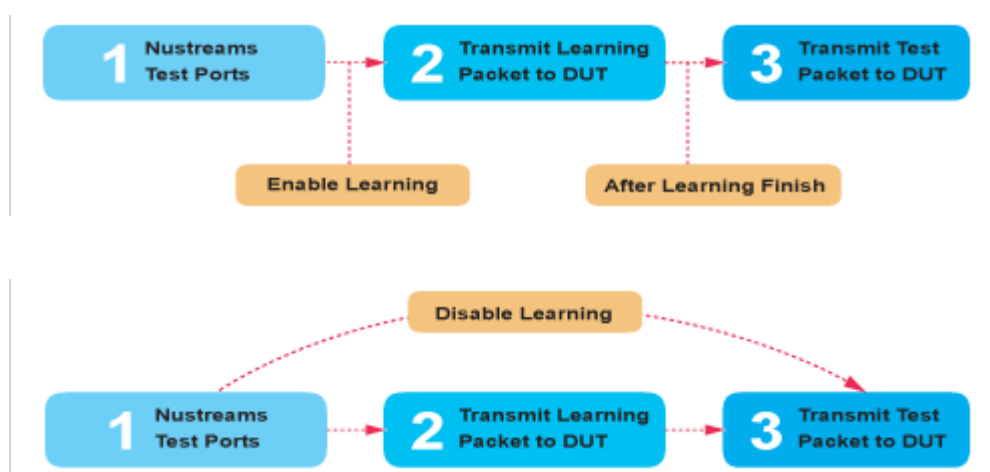 1
Nustreams
Test Ports
2
Transmit Learning
Packet to DUT
3
Transmit Test
Packet to DUT
Enable Learning
After Learning Finish
Disable Learning
1
Nustreams
Test Ports
2
Transmit Learning
Packet to DUT
3
Transmit Test
Packet to DUT